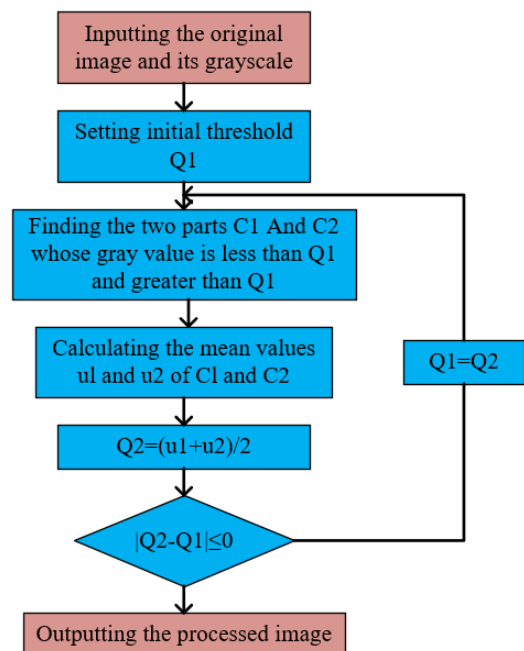 Inputting the original
image and its grayscale
Setting initial threshold
Q1
Finding the two parts C1 And C2
whose gray value is less than Q1
and greater than Q1
Calculating the mean values
ul and u2 of Cl and C2
Q1=Q2
Q2=(u1+u2)/2
|Q2-Q1|≤0
Outputting the processed image